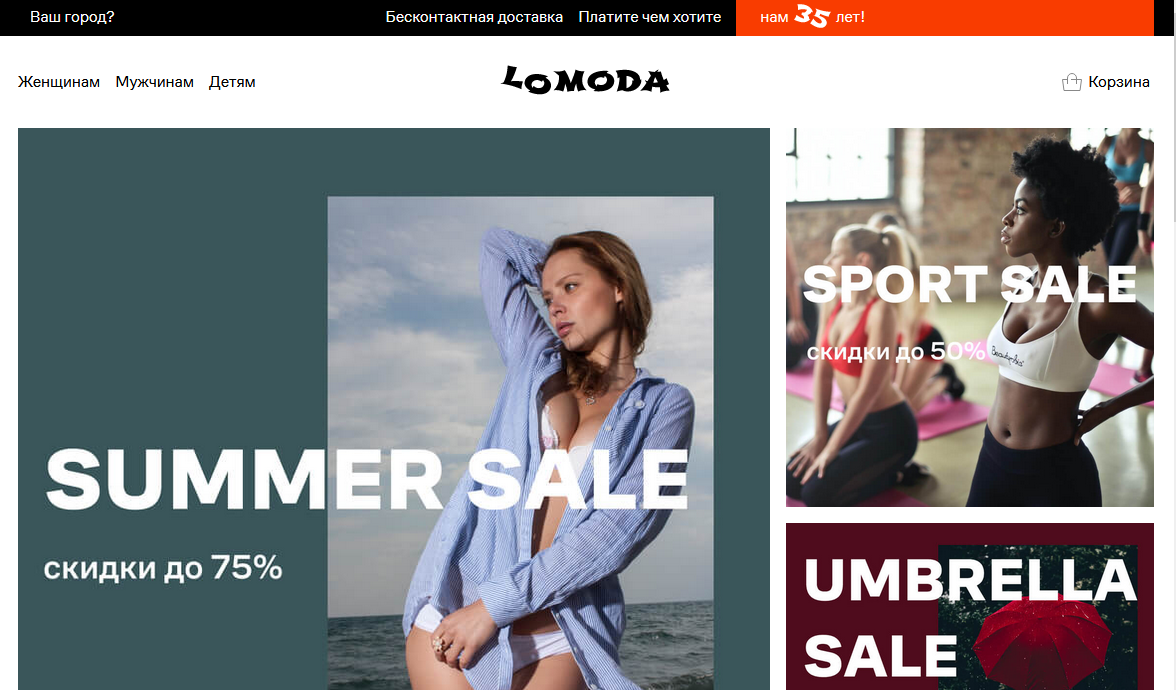 Ваш город?
Бесконтактная доставка
Платите чем хотите
нам 35 лет!
Женщинам
Мужчинам
Детям
LOMODA
Корзина
SUMMER SALE
скидки до 75%
SPORT SALE
скидки до 50%
UMBRELLA
SALE